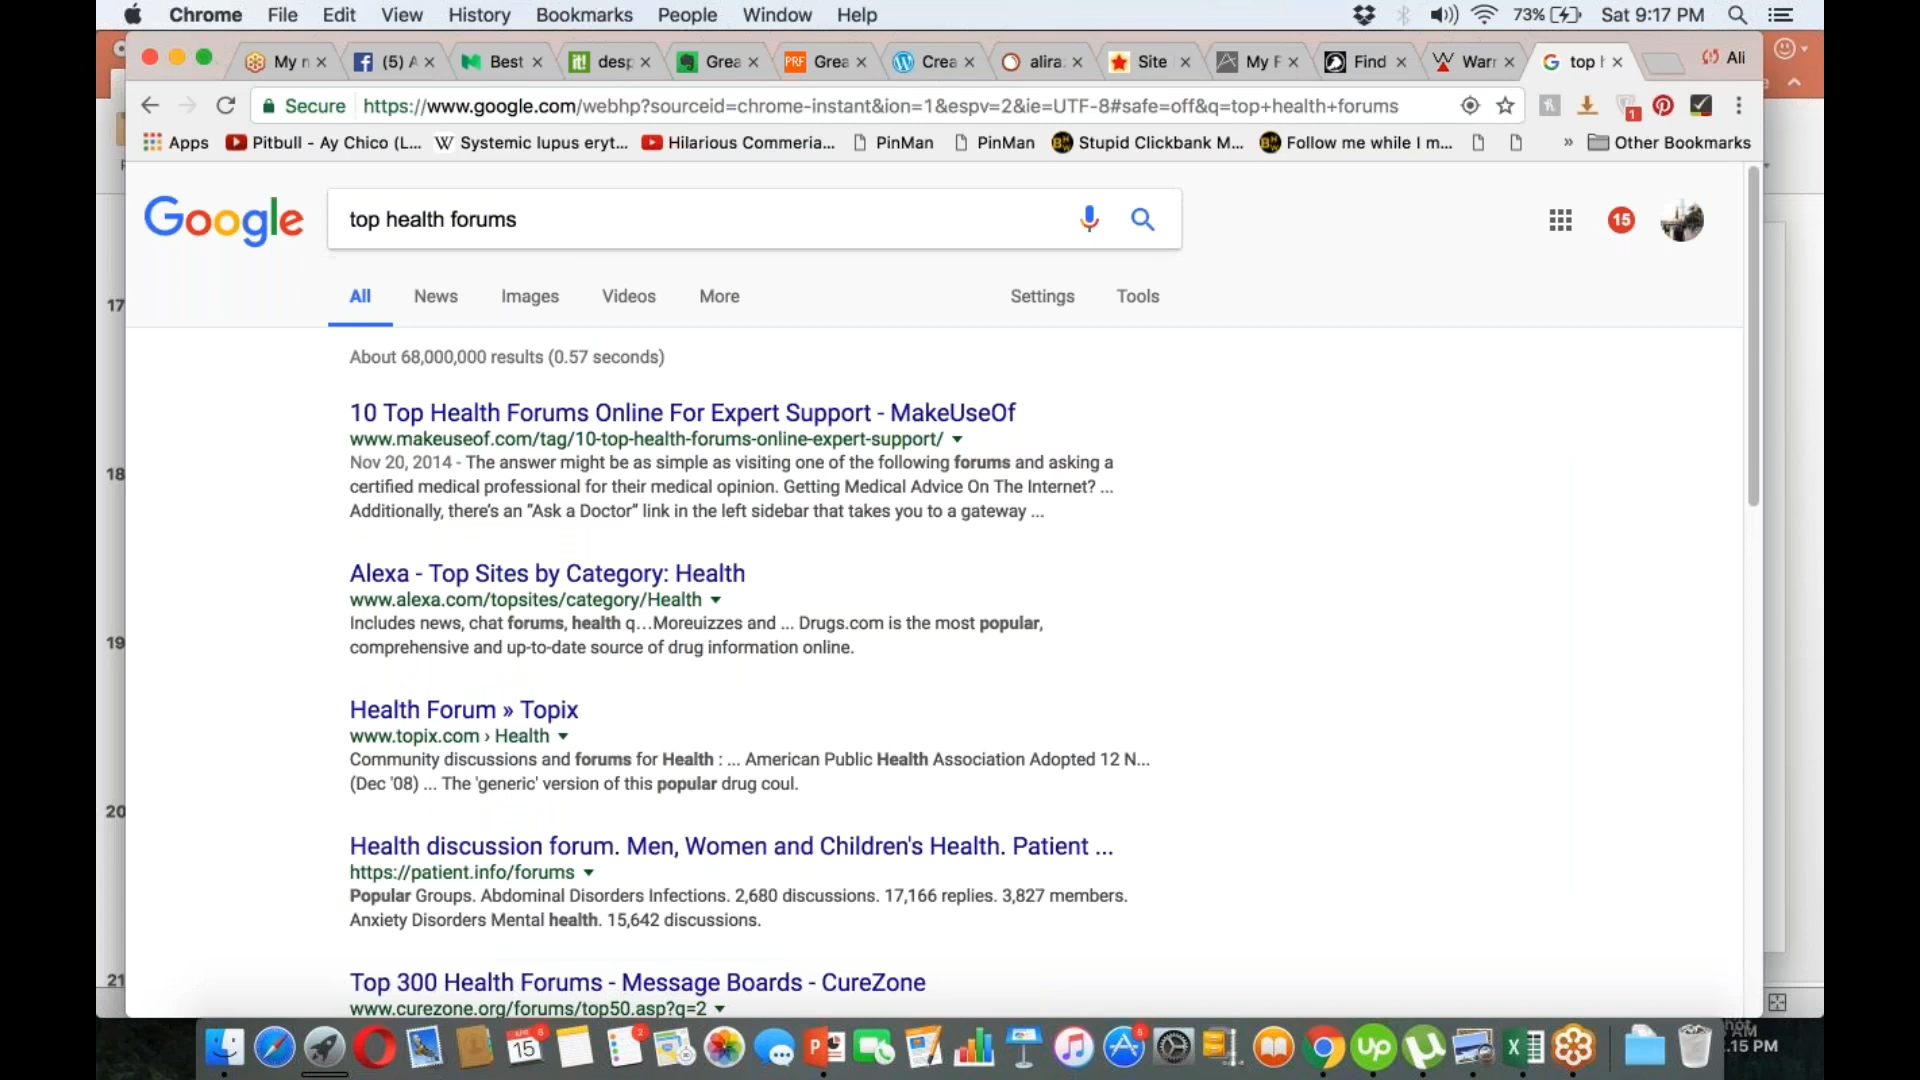 Chrome File Edit View History Bookmarks People Window Help 73% Sat 9:17 PM
My n (5) A Best it! desp Grea PRF Grea Crea alira Site My F Find Warr top h Ali
Secure https://www.google.com/webhp?sourceid=chrome-instant&ion=1&espv=2&ie=UTF-8#safe=off&q=top+health+forums 1
Apps Pitbull - Ay Chico (L... W Systemic lupus eryt... Hilarious Commeria... PinMan PinMan Stupid Clickbank M... Follow me while I m... » Other Bookmarks
Google top health forums 15
All News Images Videos More Settings Tools
17
About 68,000,000 results (0.57 seconds)
10 Top Health Forums Online For Expert Support - MakeUseOf
www.makeuseof.com/tag/10-top-health-forums-online-expert-support/
Nov 20, 2014 - The answer might be as simple as visiting one of the following forums and asking a
18
certified medical professional for their medical opinion. Getting Medical Advice On The Internet? ...
Additionally, there's an "Ask a Doctor" link in the left sidebar that takes you to a gateway ...
Alexa - Top Sites by Category: Health
www.alexa.com/topsites/category/Health
Includes news, chat forums, health q...Moreuizzes and ... Drugs.com is the most popular,
19
comprehensive and up-to-date source of drug information online.
Health Forum » Topix
www.topix.com › Health
Community discussions and forums for Health : ... American Public Health Association Adopted 12 N...
(Dec '08) ... The 'generic' version of this popular drug coul.
20
Health discussion forum. Men, Women and Children's Health. Patient ...
https://patient.info/forums
Popular Groups. Abdominal Disorders Infections. 2,680 discussions. 17,166 replies. 3,827 members.
Anxiety Disorders Mental health. 15,642 discussions.
21
Top 300 Health Forums - Message Boards - CureZone
www.curezone.org/forums/top50.asp?q=2
15 6 2 P 6 Up X
.15 PM